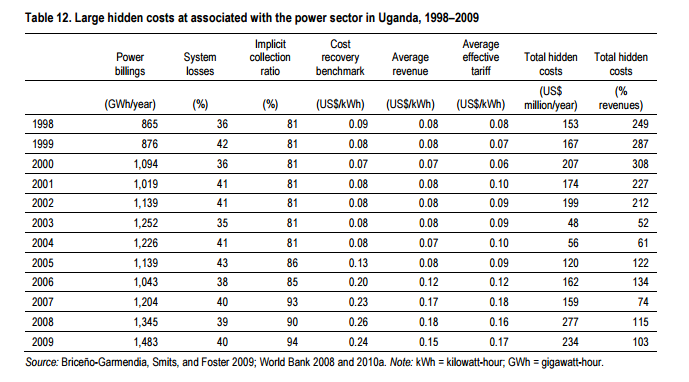 Table 12. Large hidden costs at associated with the power sector in Uganda, 1998–2009
Power billings System losses Implicit collection ratio Cost recovery benchmark Average revenue Average effective tariff Total hidden costs Total hidden costs
(GWh/year) (%) (%) (US$/kWh) (US$/kWh) (US$/kWh) (US$ million/year) (% revenues)
1998 865 36 81 0.09 0.08 0.08 153 249
1999 876 42 81 0.08 0.08 0.07 167 287
2000 1,094 36 81 0.07 0.07 0.06 207 308
2001 1,019 41 81 0.08 0.08 0.10 174 227
2002 1,139 41 81 0.08 0.08 0.09 199 212
2003 1,252 35 81 0.08 0.08 0.09 48 52
2004 1,226 41 81 0.08 0.07 0.10 56 61
2005 1,139 43 86 0.13 0.08 0.09 120 122
2006 1,043 38 85 0.20 0.12 0.12 162 134
2007 1,204 40 93 0.23 0.17 0.18 159 74
2008 1,345 39 90 0.26 0.18 0.16 277 115
2009 1,483 40 94 0.24 0.15 0.17 234 103
Source: Briceño-Garmendia, Smits, and Foster 2009; World Bank 2008 and 2010a. Note: kWh = kilowatt-hour; GWh = gigawatt-hour.